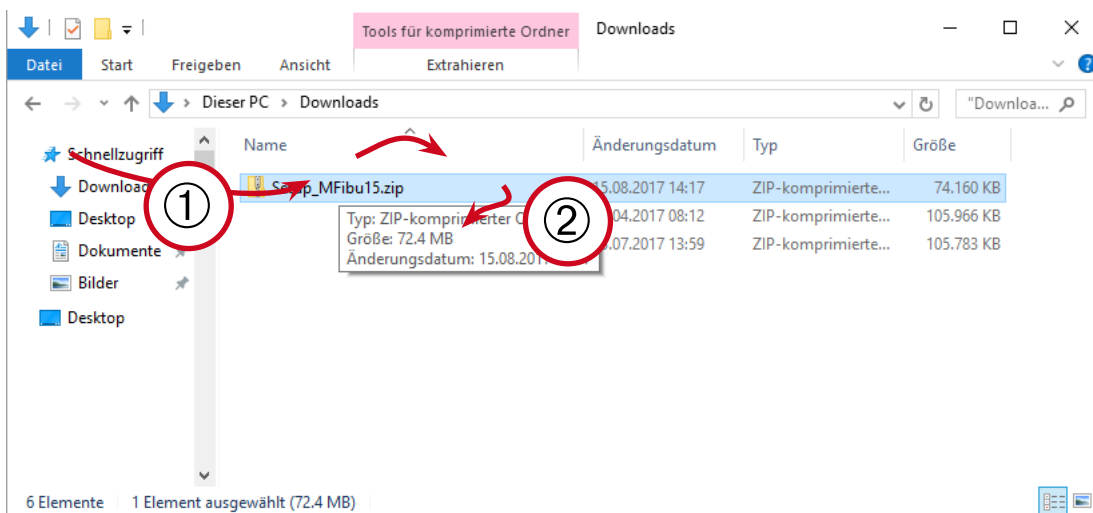 Tools für komprimierte Ordner Downloads
Datei Start Freigeben Ansicht Extrahieren
Dieser PC > Downloads "Downloa...
Name Änderungsdatum Typ Größe
Schnellzugriff
MFibu15.zip 15.08.2017 14:17 ZIP-komprimierte... 74.160 KB
Desktop 04.2017 08:12 ZIP-komprimierte... 105.966 KB
Dokumente 07.2017 13:59 ZIP-komprimierte... 105.783 KB
Typ: ZIP-komprimierter
Größe: 72.4 MB
Änderungsdatum: 15.08.
Bilder
Desktop
① ②
6 Elemente 1 Element ausgewählt (72.4 MB)